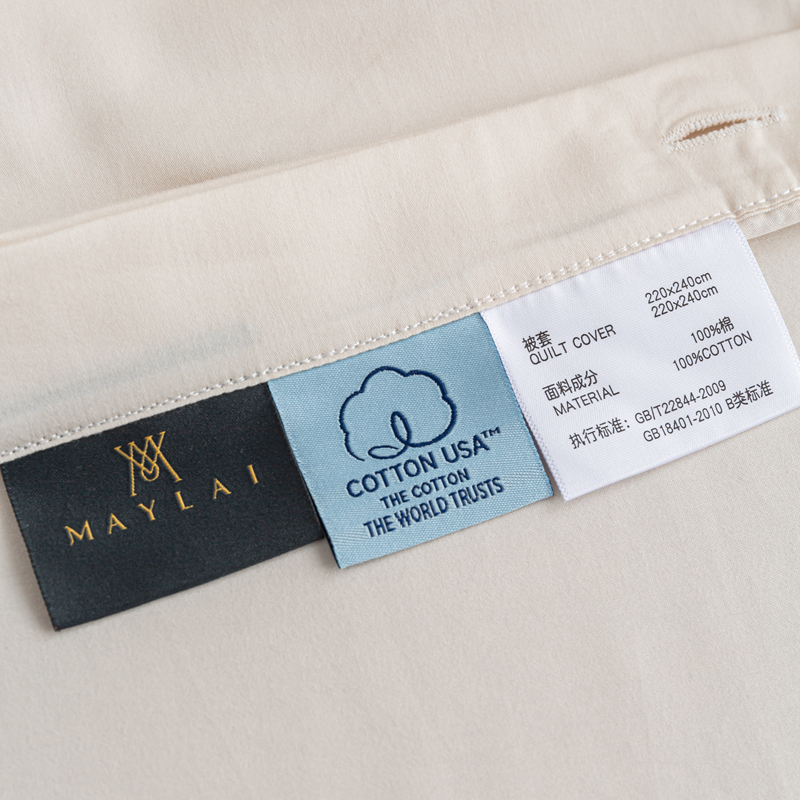 MAYLAI
COTTON USA™
THE COTTON
THE WORLD TRUSTS
220x240cm
220x240cm
被套
QUILT COVER
100%棉
100%COTTON
面料成分
MATERIAL
执行标准：GB/T22844-2009
GB18401-2010 B类标准